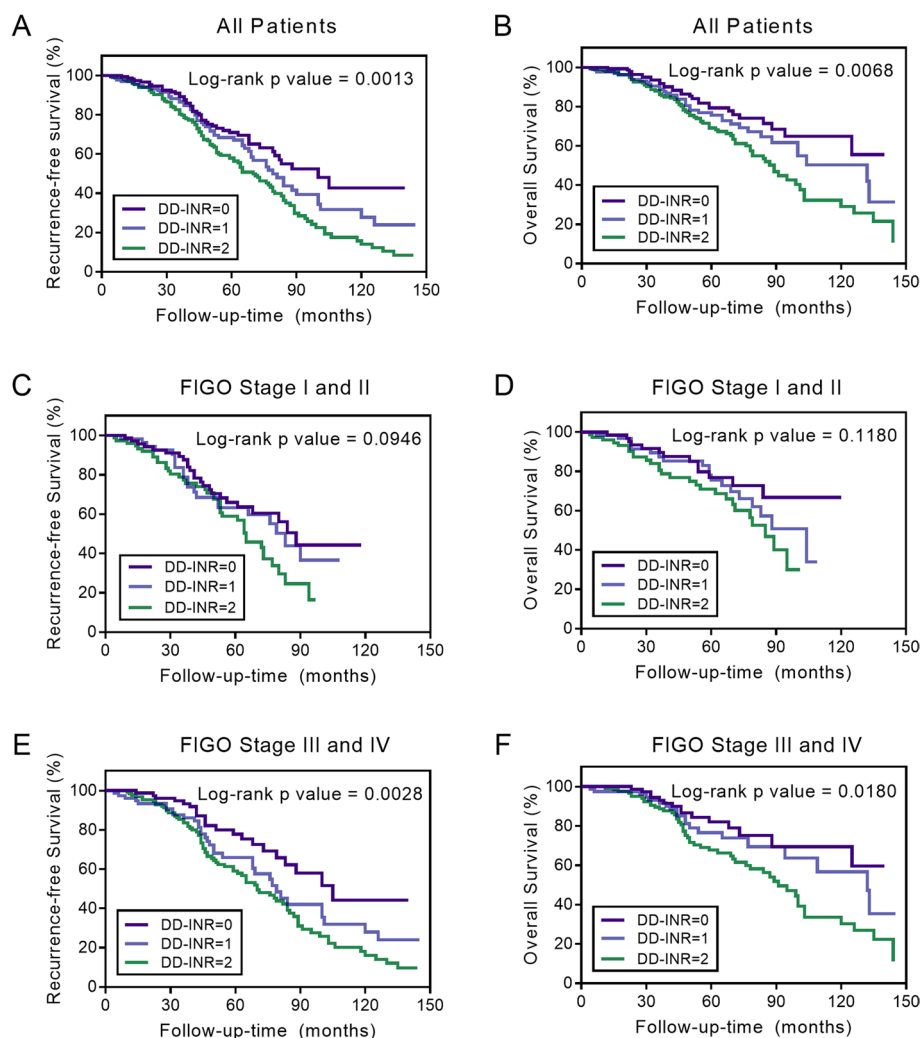 A
All Patients
Recurrence-free survival (%)
Log-rank p value = 0.0013
100
80
60
40
20
0
DD-INR=0
DD-INR=1
DD-INR=2
0 30 60 90 120 150
Follow-up-time (months)
B
All Patients
Overall Survival (%)
Log-rank p value = 0.0068
100
80
60
40
20
0
DD-INR=0
DD-INR=1
DD-INR=2
0 30 60 90 120 150
Follow-up-time (months)
C
FIGO Stage I and II
Recurrence-free Survival (%)
Log-rank p value = 0.0946
100
80
60
40
20
0
DD-INR=0
DD-INR=1
DD-INR=2
0 30 60 90 120 150
Follow-up-time (months)
D
FIGO Stage I and II
Overall Survival (%)
Log-rank p value = 0.1180
100
80
60
40
20
0
DD-INR=0
DD-INR=1
DD-INR=2
0 30 60 90 120 150
Follow-up-time (months)
E
FIGO Stage III and IV
Recurrence-free Survival (%)
Log-rank p value = 0.0028
100
80
60
40
20
0
DD-INR=0
DD-INR=1
DD-INR=2
0 30 60 90 120 150
Follow-up-time (months)
F
FIGO Stage III and IV
Overall Survival (%)
Log-rank p value = 0.0180
100
80
60
40
20
0
DD-INR=0
DD-INR=1
DD-INR=2
0 30 60 90 120 150
Follow-up-time (months)